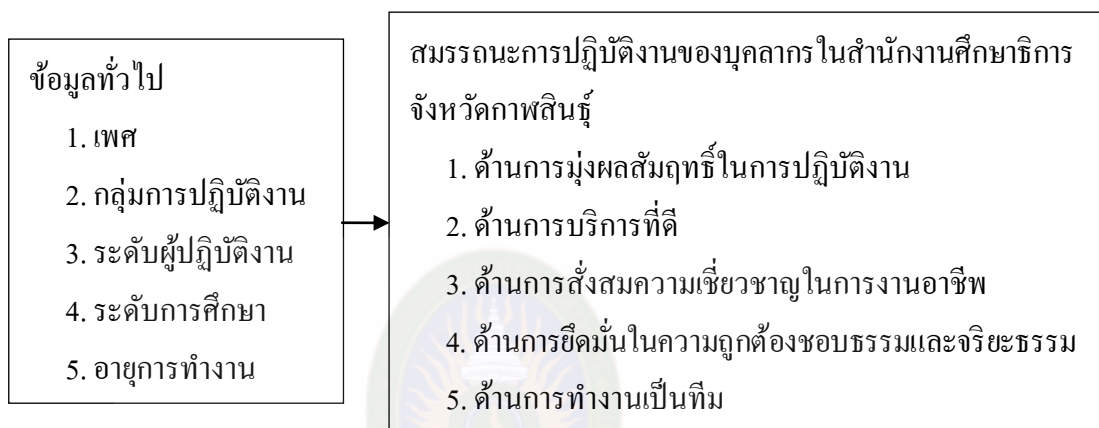 ข้อมูลทั่วไป
1. เพศ
2. กลุ่มการปฏิบัติงาน
3. ระดับผู้ปฏิบัติงาน
4. ระดับการศึกษา
5. อายุการทำงาน
สมรรถนะการปฏิบัติงานของบุคลากรในสำนักงานศึกษาธิการ
จังหวัดกาฬสินธุ์
1. ด้านการมุ่งผลสัมฤทธิ์ในการปฏิบัติงาน
2. ด้านการบริการที่ดี
3. ด้านการสั่งสมความเชี่ยวชาญในการงานอาชีพ
4. ด้านการยึดมั่นในความถูกต้องชอบธรรมและจริยะธรรม
5. ด้านการทำงานเป็นทีม